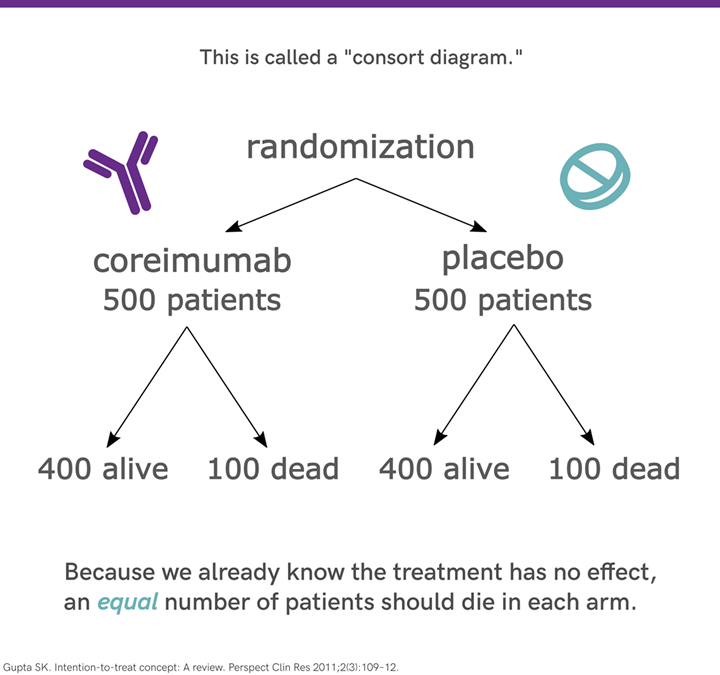 This is called a "consort diagram."
randomization
coreimumab
500 patients
placebo
500 patients
400 alive
100 dead
400 alive
100 dead
Because we already know the treatment has no effect,
an equal number of patients should die in each arm.
Gupta SK. Intention-to-treat concept: A review. Perspect Clin Res 2011;2(3):109-12.